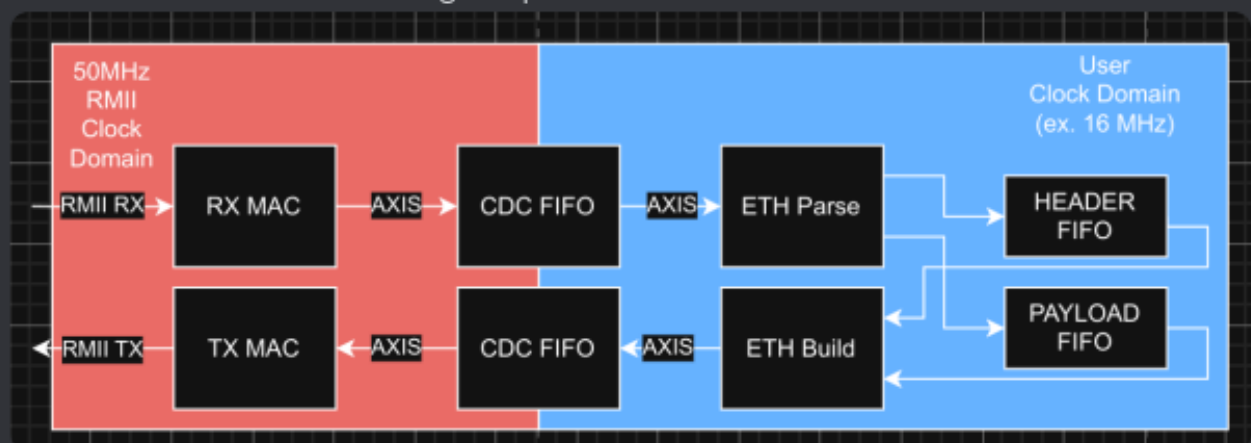 50MHz
RMII
Clock
Domain
User
Clock Domain
(ex. 16 MHz)
RMII RX
RX MAC
AXIS
CDC FIFO
AXIS
ETH Parse
HEADER
FIFO
RMII TX
TX MAC
AXIS
CDC FIFO
AXIS
ETH Build
PAYLOAD
FIFO